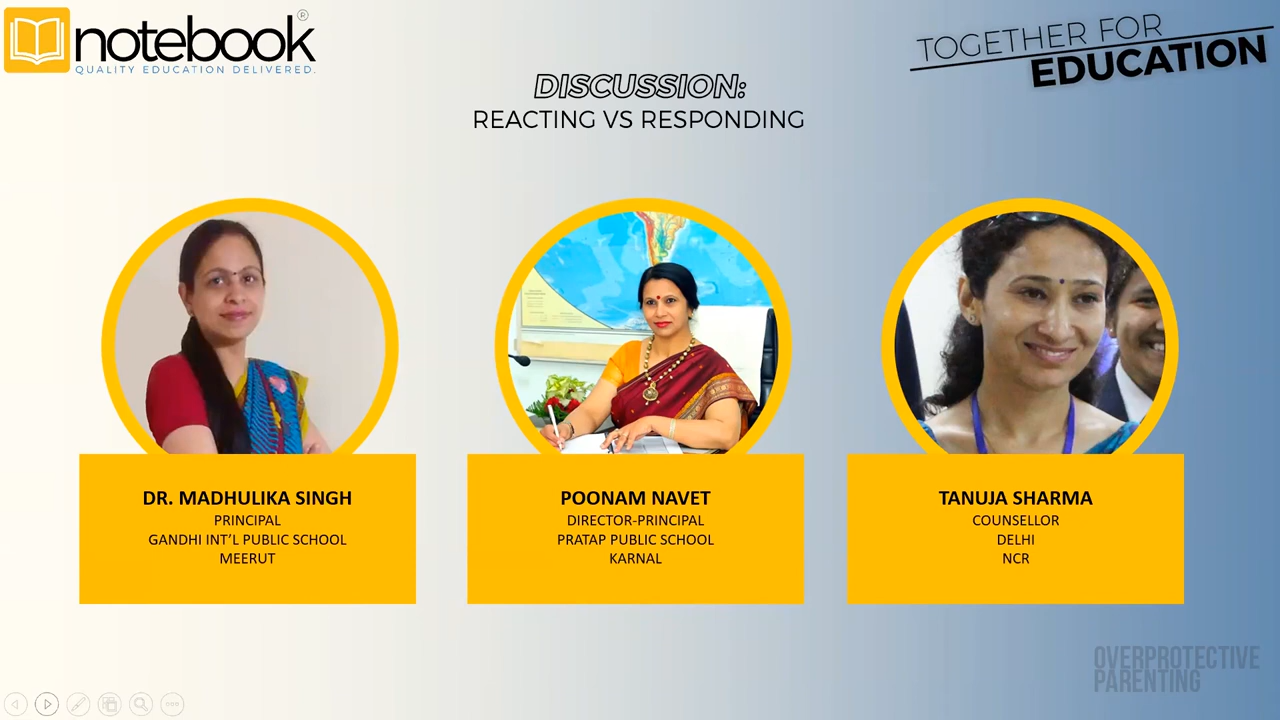 notebook®
QUALITY EDUCATION DELIVERED.
TOGETHER FOR
EDUCATION
DISCUSSION:
REACTING VS RESPONDING
DR. MADHULIKA SINGH
PRINCIPAL
GANDHI INT'L PUBLIC SCHOOL
MEERUT
POONAM NAVET
DIRECTOR-PRINCIPAL
PRATAP PUBLIC SCHOOL
KARNAL
TANUJA SHARMA
COUNSELLOR
DELHI
NCR
OVERPROTECTIVE
PARENTING